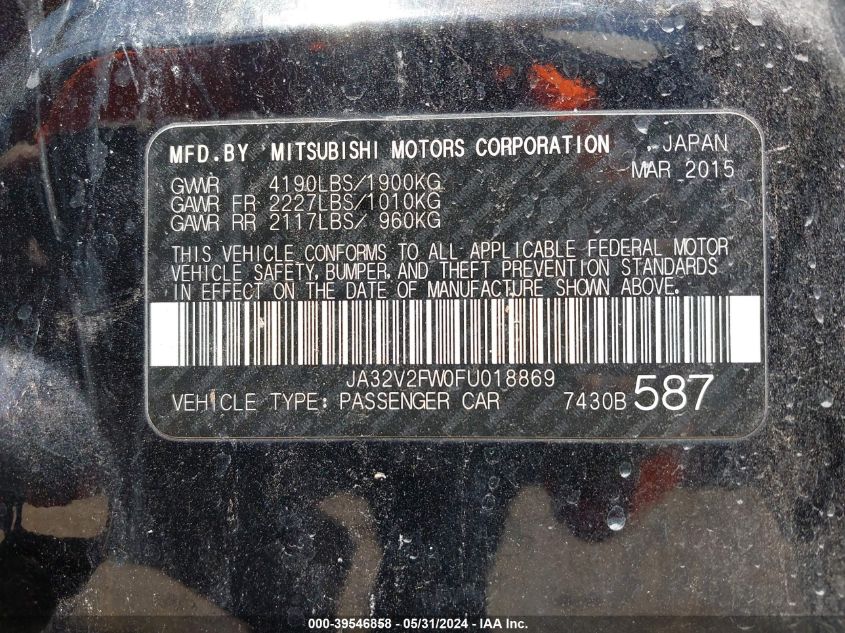 MFD.BY MITSUBISHI MOTORS CORPORATION JAPAN
MAR 2015
GVWR 4190LBS/1900KG
GAWR FR 2227LBS/1010KG
GAWR RR 2117LBS/ 960KG
THIS VEHICLE CONFORMS TO ALL APPLICABLE FEDERAL MOTOR
VEHICLE SAFETY, BUMPER, AND THEFT PREVENTION STANDARDS
IN EFFECT ON THE DATE OF MANUFACTURE SHOWN ABOVE.
JA32V2FW0FU018869
VEHICLE TYPE: PASSENGER CAR 7430B 587
000-39546858 - 05/31/2024 - IAA Inc.